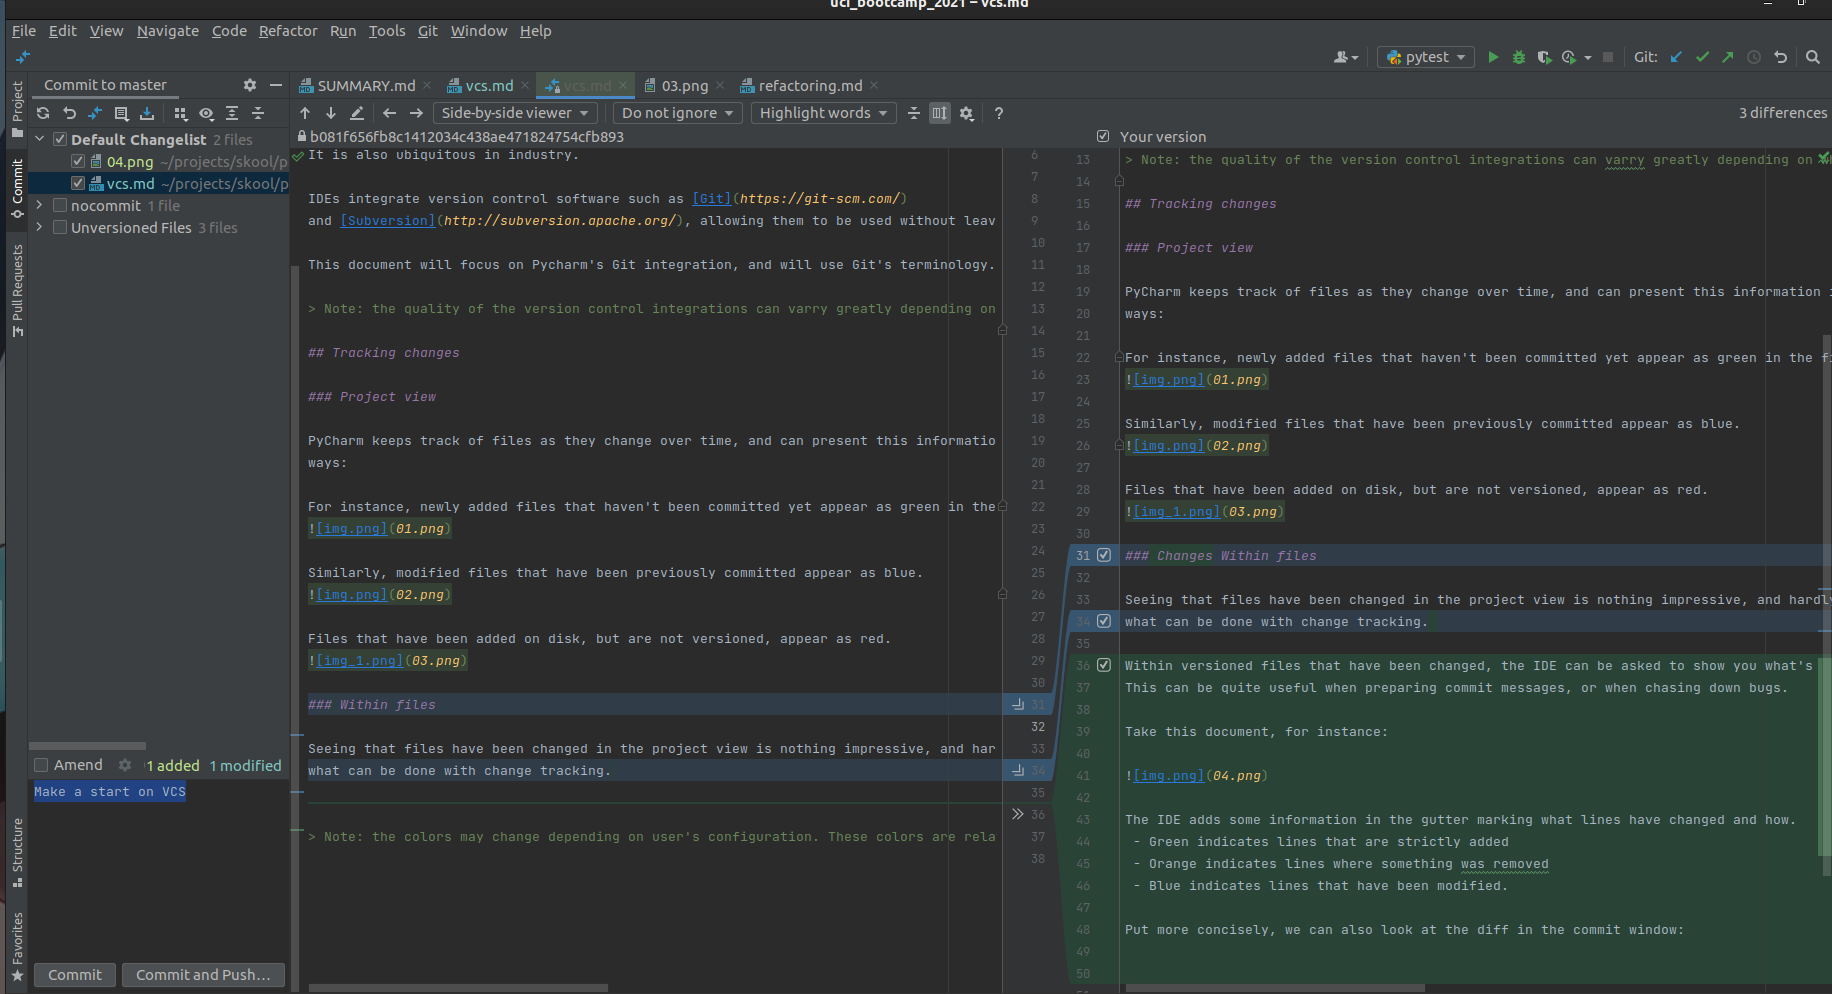 uci_bootcamp_2021 – vcs.md
File Edit View Navigate Code Refactor Run Tools Git Window Help
pytest Git:
Commit to master
SUMMARY.md vcs.md vcs.md 03.png refactoring.md
Side-by-side viewer Do not ignore Highlight words ? 3 differences
Project
Commit
Pull Requests
Structure
Favorites
Default Changelist 2 files
04.png ~/projects/skool/p
vcs.md ~/projects/skool/p
nocommit 1 file
Unversioned Files 3 files
Amend 1 added 1 modified
Make a start on VCS
Commit Commit and Push...
b081f656fb8c1412034c438ae471824754cfb893
It is also ubiquitous in industry. 6
7
IDEs integrate version control software such as [Git](https://git-scm.com/) 8
and [Subversion](http://subversion.apache.org/), allowing them to be used without leav 9
10
This document will focus on Pycharm's Git integration, and will use Git's terminology. 11
12
> Note: the quality of the version control integrations can varry greatly depending on 13
14
## Tracking changes 15
16
### Project view 17
18
PyCharm keeps track of files as they change over time, and can present this informatio 19
ways: 20
21
For instance, newly added files that haven't been committed yet appear as green in the 22
![img.png](01.png) 23
24
Similarly, modified files that have been previously committed appear as blue. 25
![img.png](02.png) 26
27
Files that have been added on disk, but are not versioned, appear as red. 28
![img_1.png](03.png) 29
30
### Within files 31
32
Seeing that files have been changed in the project view is nothing impressive, and har 33
what can be done with change tracking. 34
35
36
> Note: the colors may change depending on user's configuration. These colors are rela 37
38
Your version
13 > Note: the quality of the version control integrations can varry greatly depending on
14
15 ## Tracking changes
16
17 ### Project view
18
19 PyCharm keeps track of files as they change over time, and can present this information
20 ways:
21
22 For instance, newly added files that haven't been committed yet appear as green in the f
23 ![img.png](01.png)
24
25 Similarly, modified files that have been previously committed appear as blue.
26 ![img.png](02.png)
27
28 Files that have been added on disk, but are not versioned, appear as red.
29 ![img_1.png](03.png)
30
31 ### Changes Within files
32
33 Seeing that files have been changed in the project view is nothing impressive, and hardl
34 what can be done with change tracking.
35
36 Within versioned files that have been changed, the IDE can be asked to show you what's
37 This can be quite useful when preparing commit messages, or when chasing down bugs.
38
39 Take this document, for instance:
40
41 ![img.png](04.png)
42
43 The IDE adds some information in the gutter marking what lines have changed and how.
44 - Green indicates lines that are strictly added
45 - Orange indicates lines where something was removed
46 - Blue indicates lines that have been modified.
47
48 Put more concisely, we can also look at the diff in the commit window:
49
50